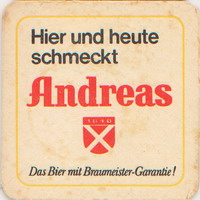 Hier und heute
schmeckt
Andreas
Das Bier mit Braumeister-Garantie!